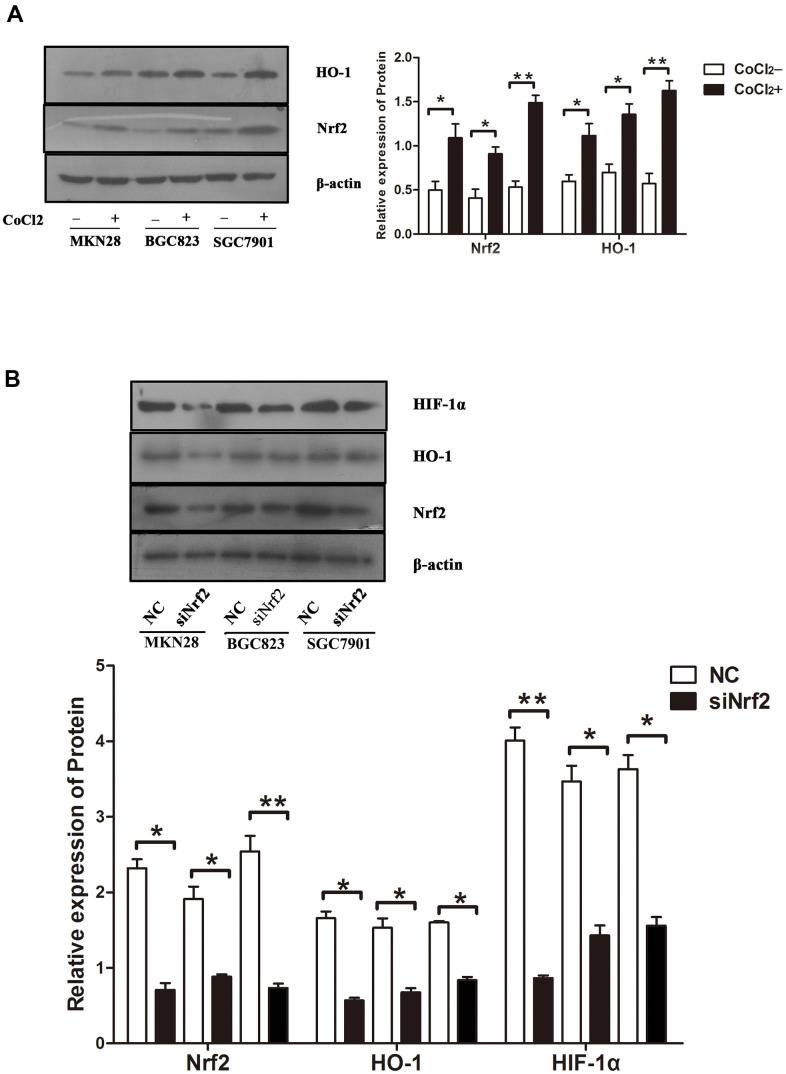 A
HO-1
Nrf2
β-actin
CoCl2 – + – + – +
MKN28 BGC823 SGC7901
Relative expression of Protein
2.0
1.5
1.0
0.5
0.0
* * ** * * **
Nrf2 HO-1
CoCl2–
CoCl2+
B
HIF-1α
HO-1
Nrf2
β-actin
NC siNrf2 NC siNrf2 NC siNrf2
MKN28 BGC823 SGC7901
Relative expression of Protein
5
4
3
2
1
0
* * ** * * * ** * *
Nrf2 HO-1 HIF-1α
NC
siNrf2